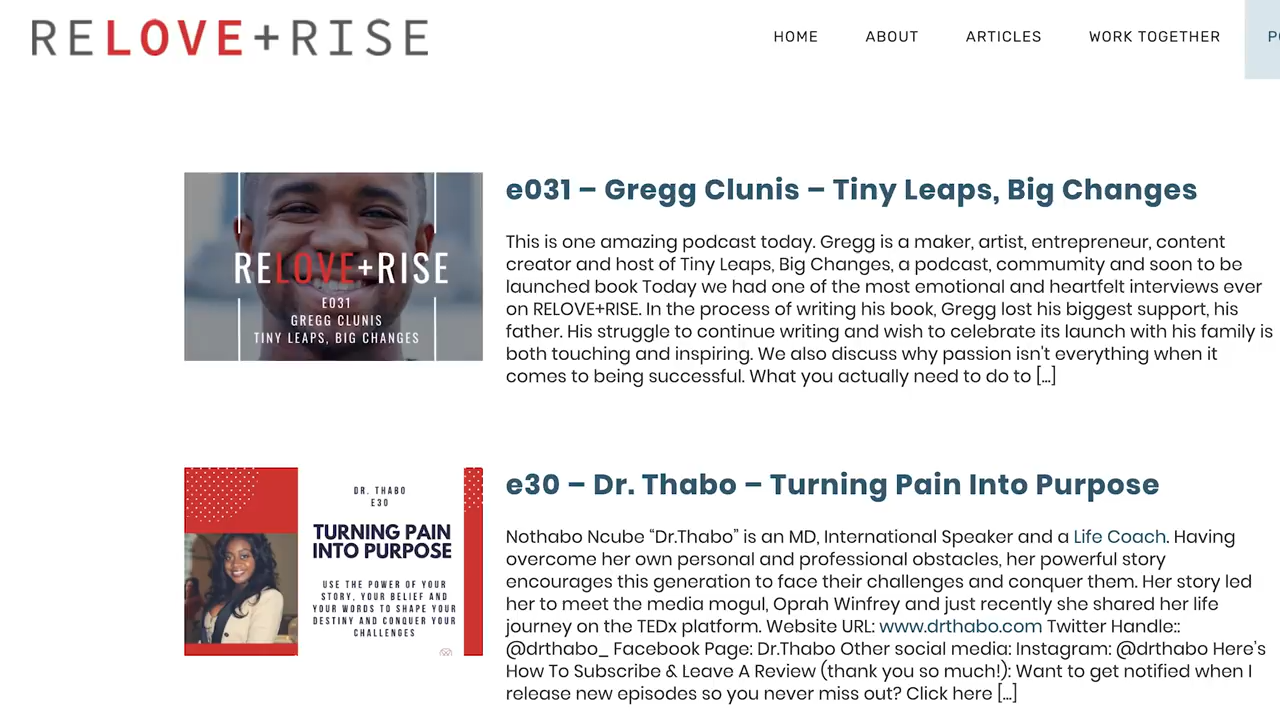 RELOVE+RISE
HOME
ABOUT
ARTICLES
WORK TOGETHER
RELOVE+RISE
E031
GREGG CLUNIS
TINY LEAPS, BIG CHANGES
e031 – Gregg Clunis – Tiny Leaps, Big Changes
This is one amazing podcast today. Gregg is a maker, artist, entrepreneur, content
creator and host of Tiny Leaps, Big Changes, a podcast, commumity and soon to be
launched book Today we had one of the most emotional and heartfelt interviews ever
on RELOVE+RISE. In the process of writing his book, Gregg lost his biggest support, his
father. His struggle to continue writing and wish to celebrate its launch with his family is
both touching and inspiring. We also discuss why passion isn't everything when it
comes to being successful. What you actually need to do to [...]
DR. THABO
E30
TURNING PAIN
INTO PURPOSE
USE THE POWER OF YOUR
STORY, YOUR BELIEF AND
YOUR WORDS TO SHAPE YOUR
DESTINY AND CONQUER YOUR
CHALLENGES
e30 – Dr. Thabo – Turning Pain Into Purpose
Nothabo Ncube “Dr.Thabo” is an MD, International Speaker and a Life Coach. Having
overcome her own personal and professional obstacles, her powerful story
encourages this generation to face their challenges and conquer them. Her story led
her to meet the media mogul, Oprah Winfrey and just recently she shared her life
journey on the TEDx platform. Website URL: www.drthabo.com Twitter Handle::
@drthabo_ Facebook Page: Dr.Thabo Other social media: Instagram: @drthabo Here’s
How To Subscribe & Leave A Review (thank you so much!): Want to get notified when I
release new episodes so you never miss out? Click here [...]